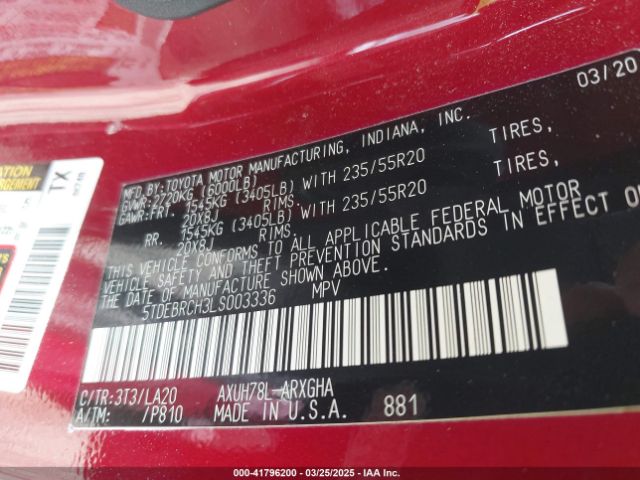 03/20
MFD.BY:TOYOTA MOTOR MANUFACTURING, INDIANA, INC.
GVWR:2720KG (6000LB)
GAWR:FRT. 1545KG (3405LB) WITH 235/55R20 TIRES,
20X8J RIMS
RR. 1545KG (3405LB) WITH 235/55R20 TIRES,
20X8J RIMS
THIS VEHICLE CONFORMS TO ALL APPLICABLE FEDERAL MOTOR
VEHICLE SAFETY AND THEFT PREVENTION STANDARDS IN EFFECT
DATE OF MANUFACTURE SHOWN ABOVE.
5TDEBRCH3LS003336 MPV
C/TR:3T3/LA20 AXUH78L-ARXGHA
A/TM: /P810 MADE IN U.S.A. 881
TX
000-41796200 — 03/25/2025 — IAA Inc.